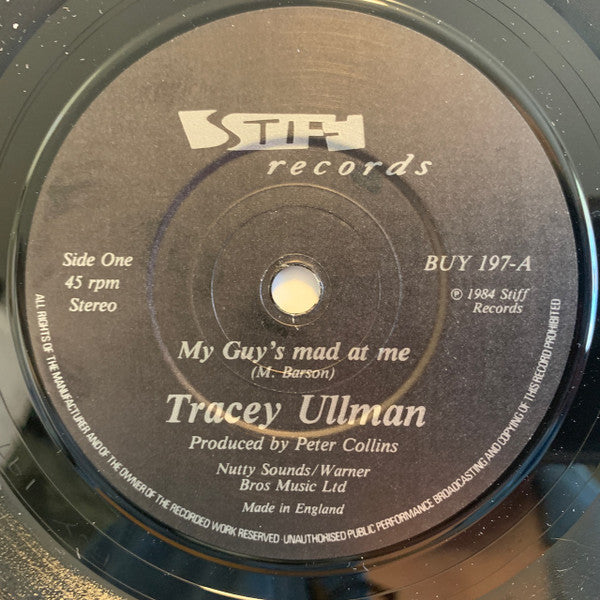 STIFF
records
Side One
45 rpm
Stereo
BUY 197-A
℗ 1984 Stiff
Records
My Guy's mad at me
(M. Barson)
Tracey Ullman
Produced by Peter Collins
Nutty Sounds/Warner
Bros Music Ltd
Made in England
ALL RIGHTS OF THE MANUFACTURER AND OF THE OWNER OF THE RECORDED WORK RESERVED·UNAUTHORISED PUBLIC PERFORMANCE BROADCASTING AND COPYING OF THIS RECORD PROHIBITED